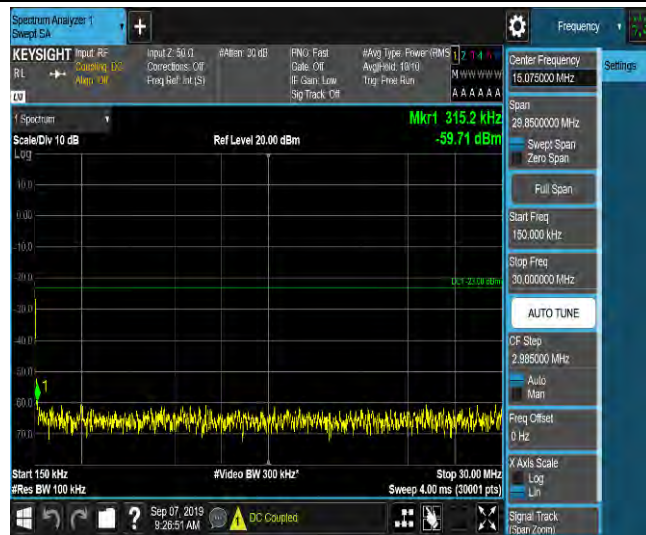 Spectrum Analyzer 1
Swept SA
Frequency
KEYSIGHT
RL
LXI
Input: RF
Coupling: DC
Align: Off
Input Z: 50 Ω
Corrections: Off
Freq Ref: Int (S)
#Atten: 30 dB
PNO: Fast
Gate: Off
IF Gain: Low
Sig Track: Off
#Avg Type: Power (RMS
Avg|Hold: 10/10
Trig: Free Run
1 2 3 4 5 6
M W W W W W
A A A A A A
1 Spectrum
Scale/Div 10 dB
Log
Ref Level 20.00 dBm
Mkr1 315.2 kHz
-59.71 dBm
10.0
0.00
-10.0
-20.0
-30.0
-40.0
-50.0
-60.0
-70.0
DL1 -23.00 dBm
1
Start 150 kHz
#Res BW 100 kHz
#Video BW 300 kHz*
Stop 30.00 MHz
Sweep 4.00 ms (30001 pts)
Center Frequency
15.075000 MHz
Settings
Span
29.8500000 MHz
Swept Span
Zero Span
Full Span
Start Freq
150.000 kHz
Stop Freq
30.000000 MHz
AUTO TUNE
CF Step
2.985000 MHz
Auto
Man
Freq Offset
0 Hz
X Axis Scale
Log
Lin
Signal Track
(Span Zoom)
Sep 07, 2019
9:26:51 AM
DC Coupled